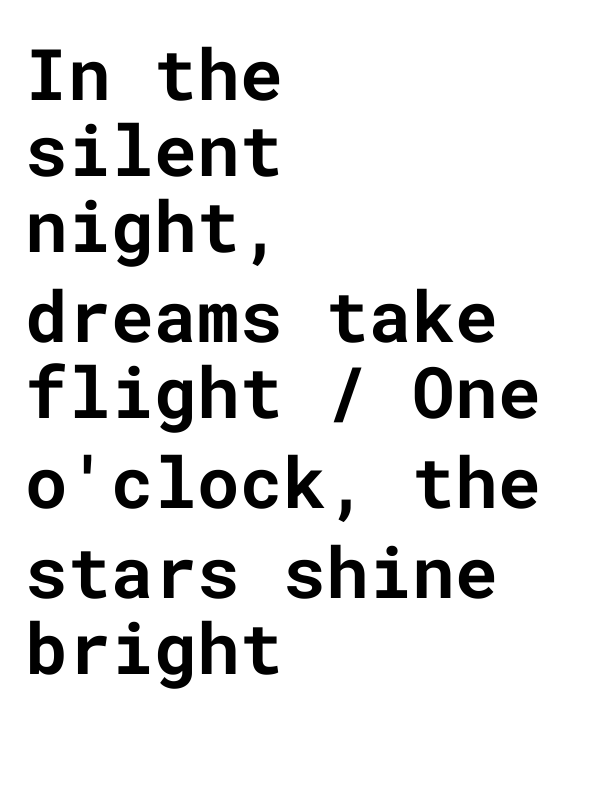 In the
silent
night,
dreams take
flight / One
o'clock, the
stars shine
bright